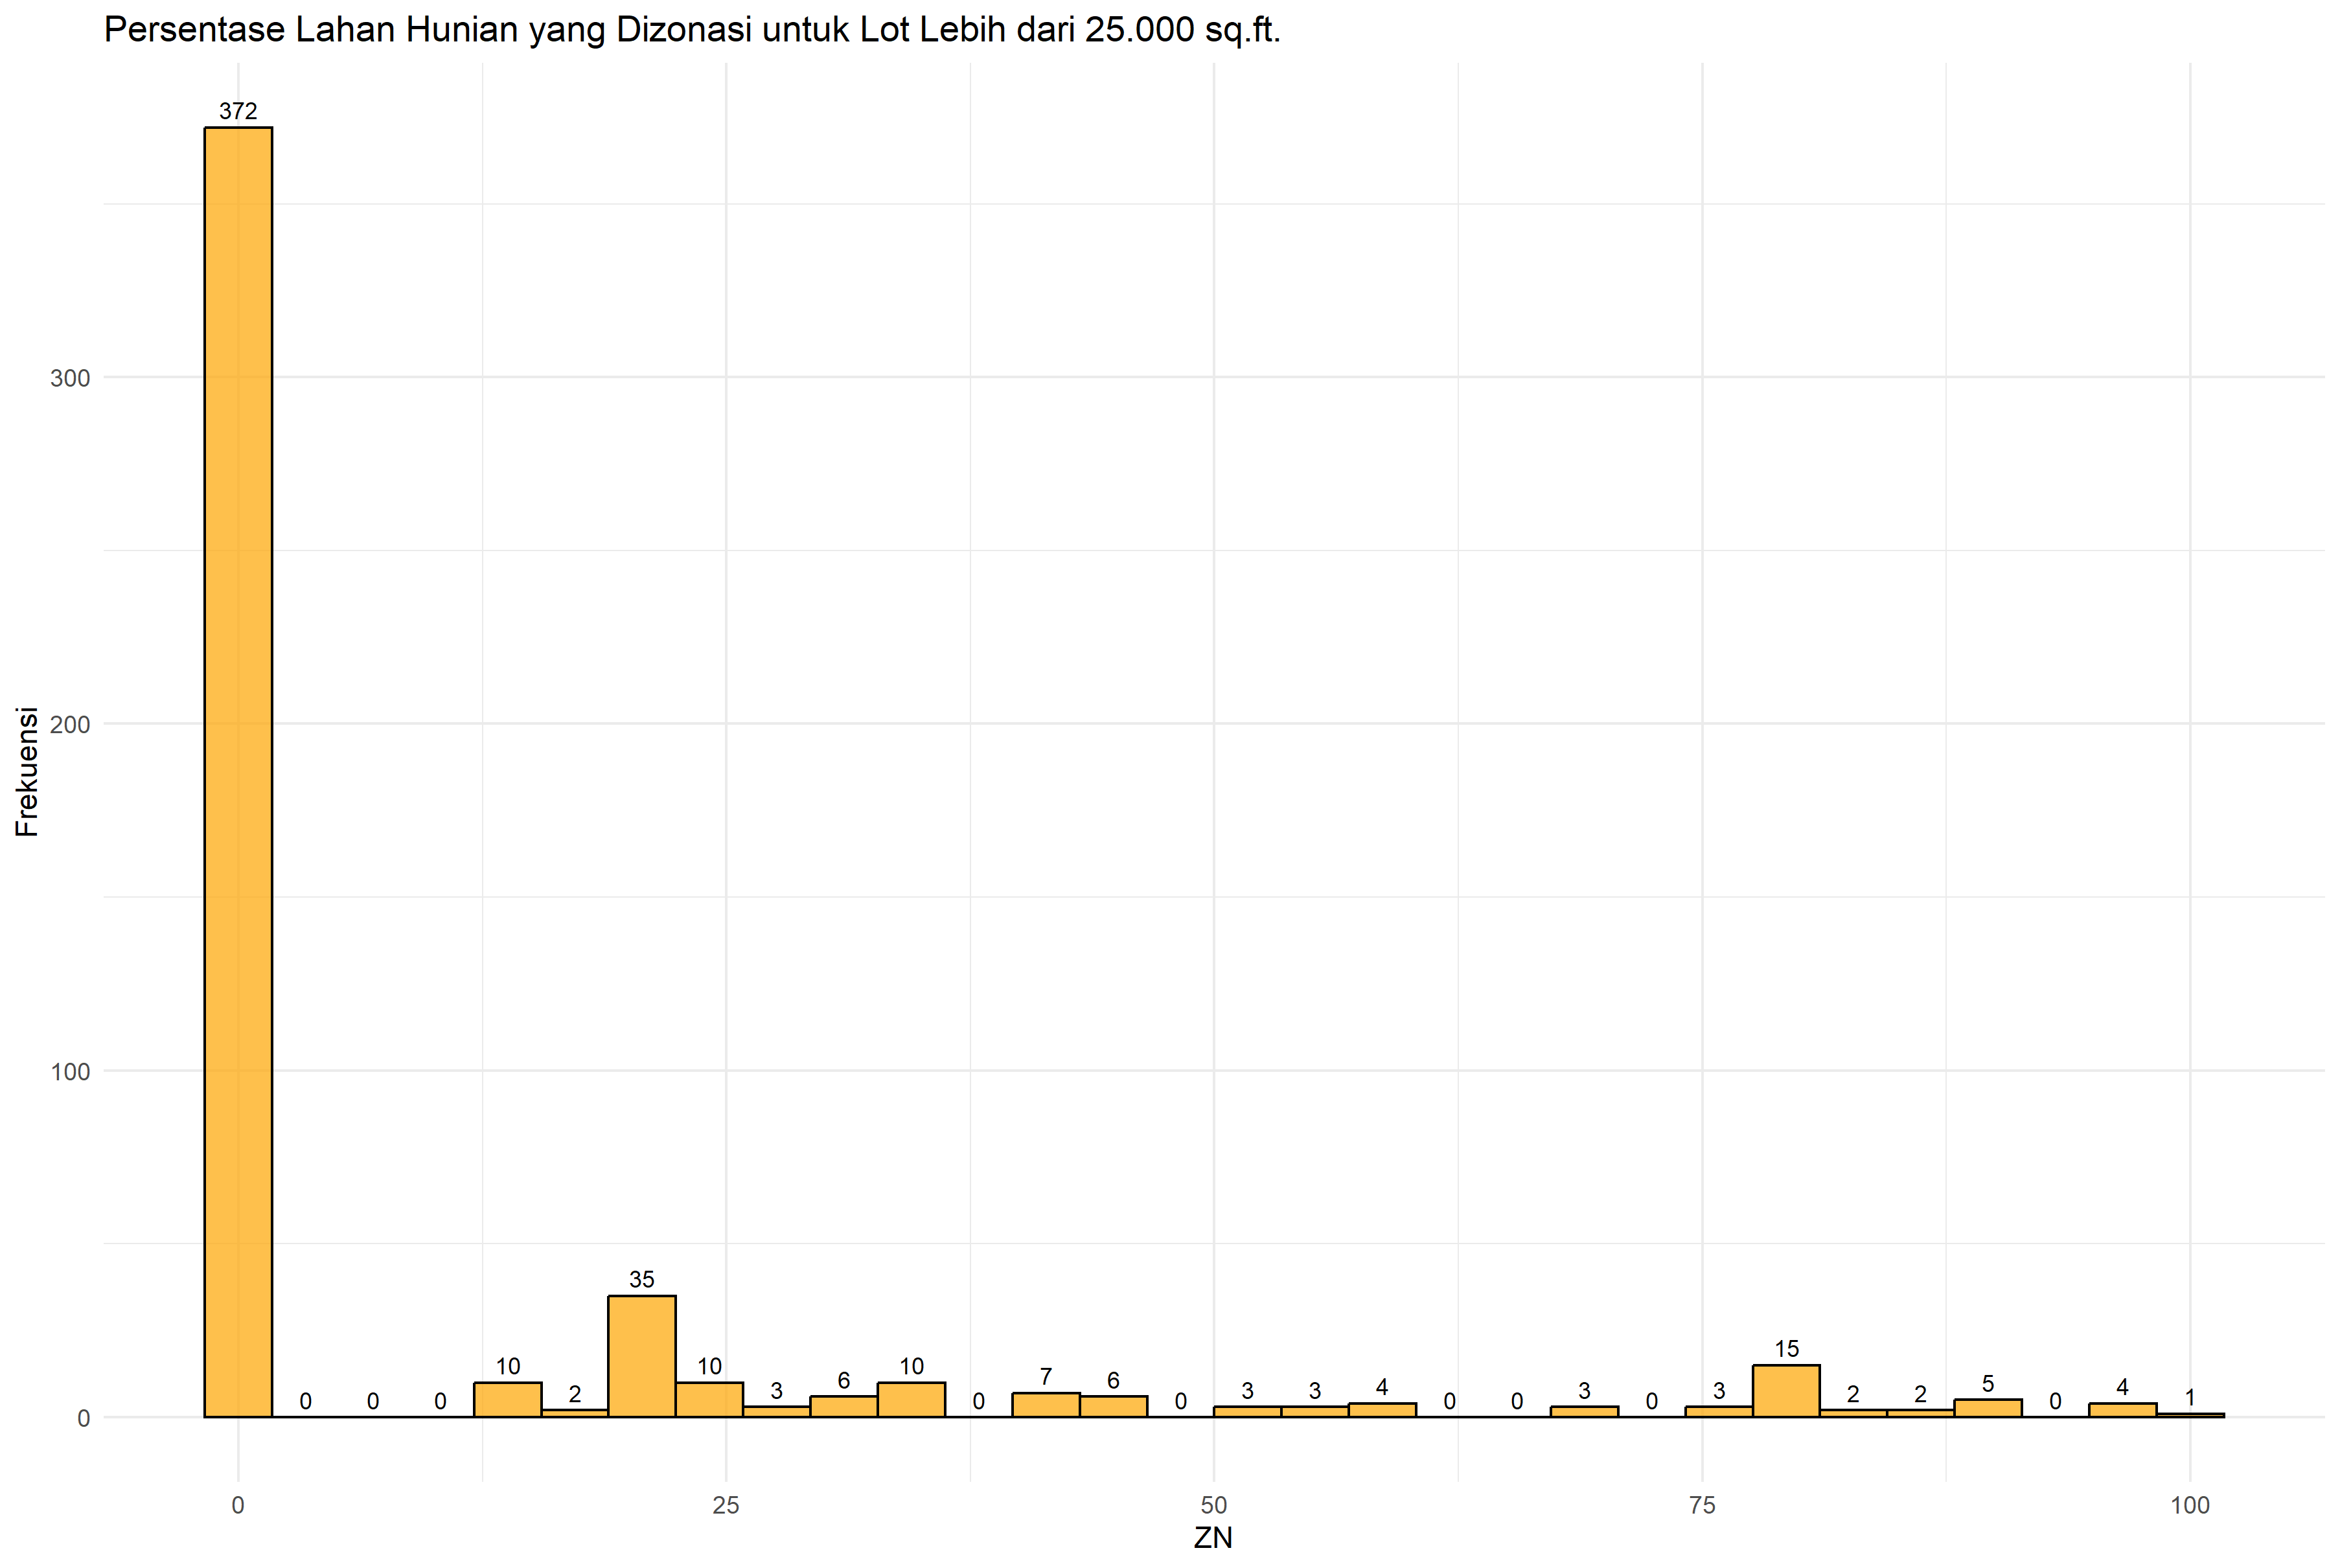 Persentase Lahan Hunian yang Dizonasi untuk Lot Lebih dari 25.000 sq.ft.
372
300
200
100
0
Frekuensi
0 0 0 10 2 35 10 3 6 10 0 7 6 0 3 3 4 0 0 3 0 3 15 2 2 5 0 4 1
0 25 50 75 100
ZN